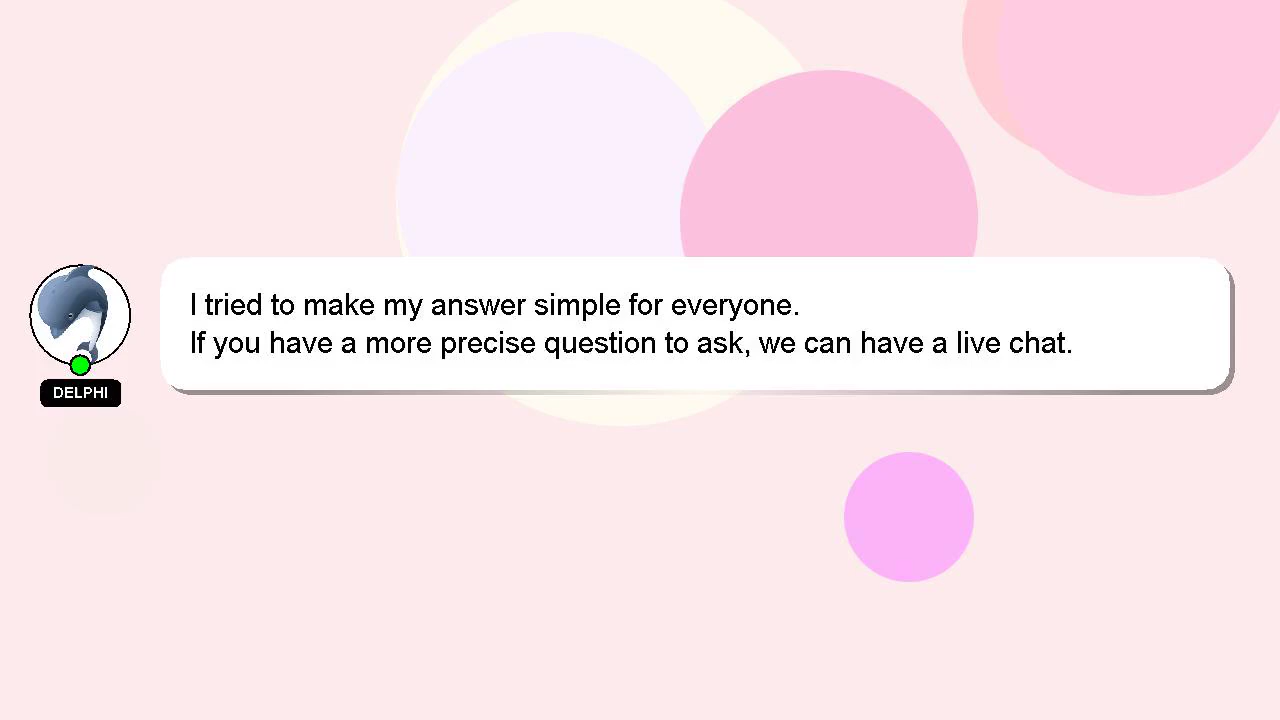 I tried to make my answer simple for everyone.
If you have a more precise question to ask, we can have a live chat.
DELPHI